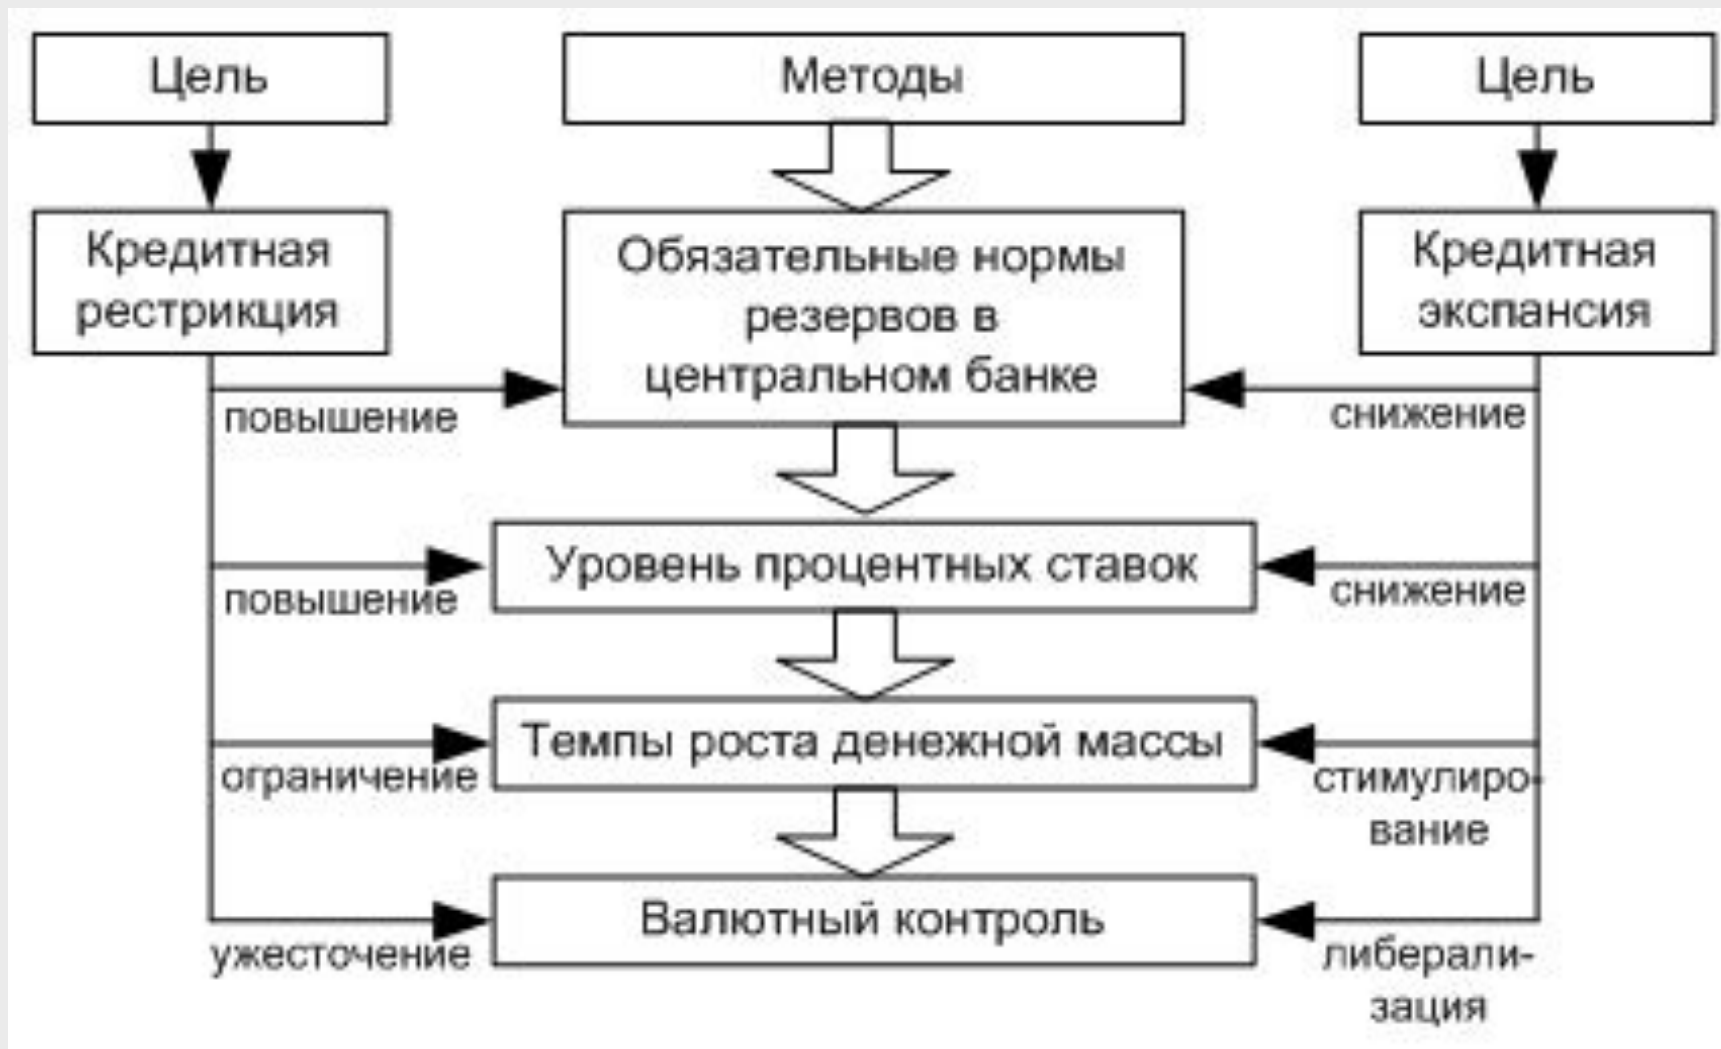 Цель
Методы
Цель
Кредитная
рестрикция
Обязательные нормы
резервов в
центральном банке
Кредитная
экспансия
повышение
снижение
Уровень процентных ставок
повышение
снижение
Темпы роста денежной массы
ограничение
стимулиро-
вание
Валютный контроль
ужесточение
либерали-
зация